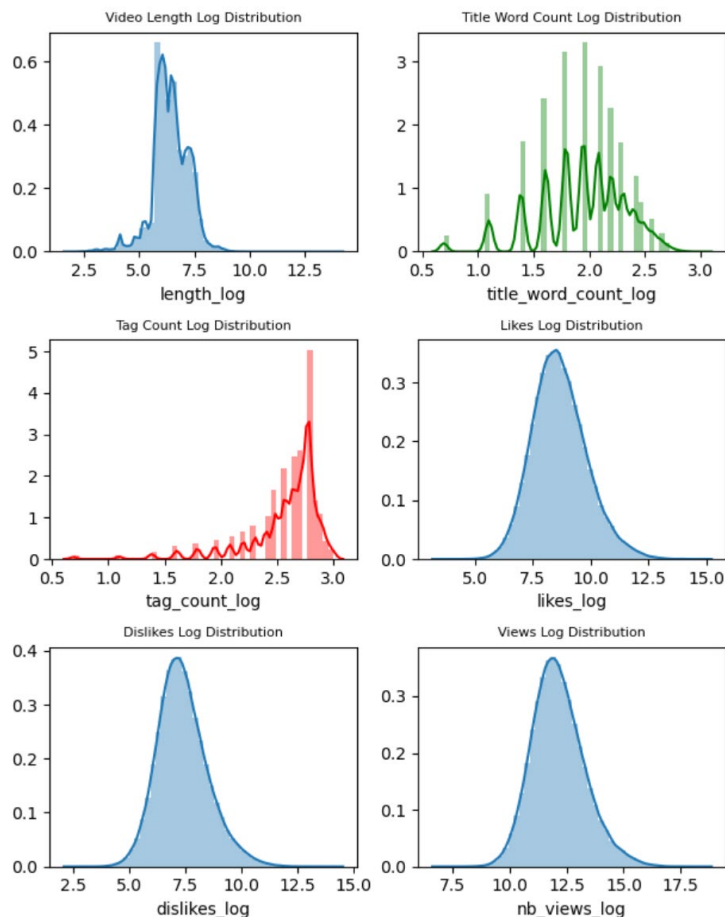 Video Length Log Distribution
0.6
0.4
0.2
0.0
2.5 5.0 7.5 10.0 12.5
length_log
Title Word Count Log Distribution
3
2
1
0
0.5 1.0 1.5 2.0 2.5 3.0
title_word_count_log
Tag Count Log Distribution
5
4
3
2
1
0
0.5 1.0 1.5 2.0 2.5 3.0
tag_count_log
Likes Log Distribution
0.3
0.2
0.1
0.0
5.0 7.5 10.0 12.5 15.0
likes_log
Dislikes Log Distribution
0.4
0.3
0.2
0.1
0.0
2.5 5.0 7.5 10.0 12.5 15.0
dislikes_log
Views Log Distribution
0.3
0.2
0.1
0.0
7.5 10.0 12.5 15.0 17.5
nb_views_log